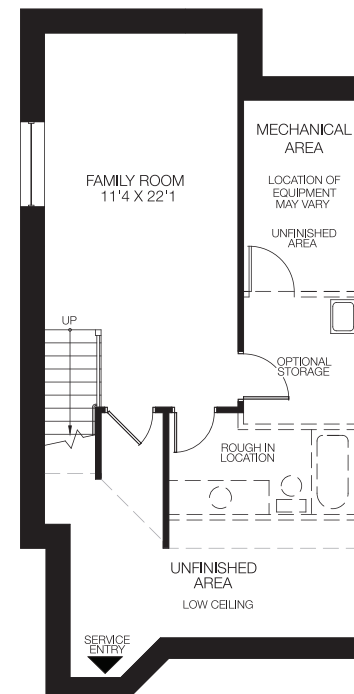 MECHANICAL
AREA
LOCATION OF
EQUIPMENT
MAY VARY
UNFINISHED
AREA
FAMILY ROOM
11'4 X 22'1
UP
OPTIONAL
STORAGE
ROUGH IN
LOCATION
UNFINISHED
AREA
LOW CEILING
SERVICE
ENTRY